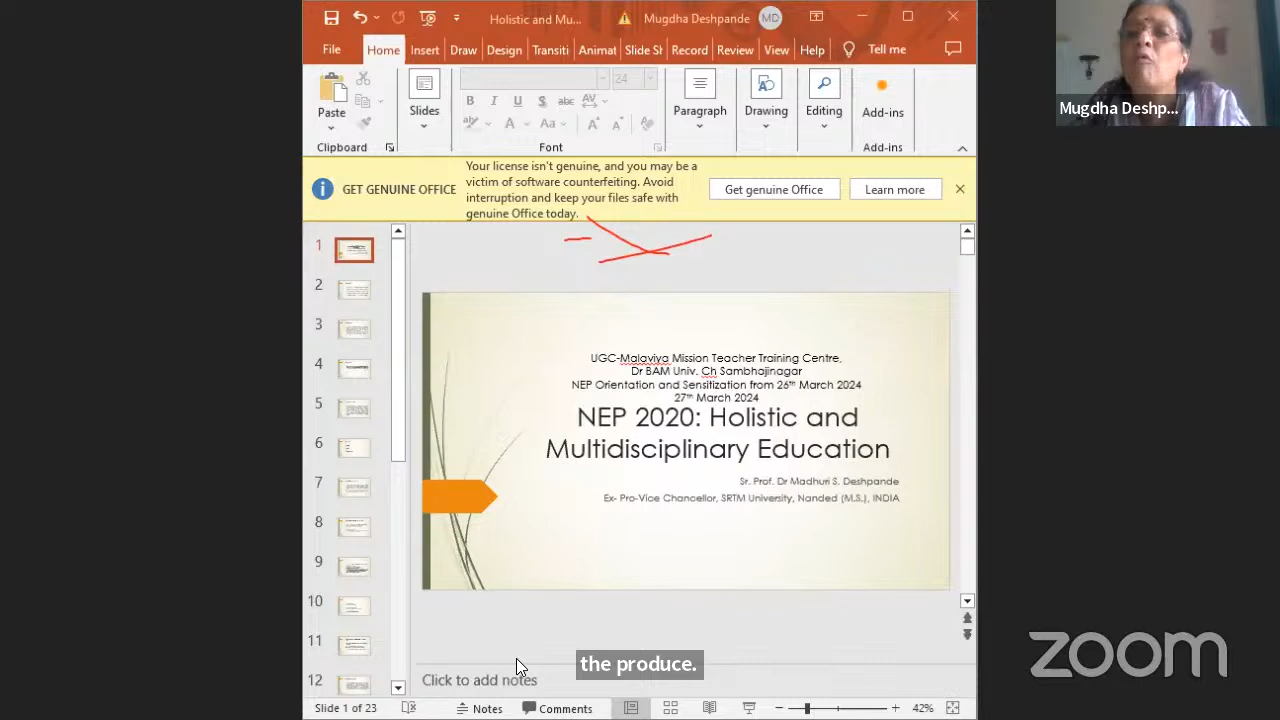 Holistic and Mu...
Mugdha Deshpande
MD
File
Home
Insert
Draw
Design
Transiti
Animat
Slide Sh
Record
Review
View
Help
Tell me
24
Paste
Slides
B I U S abc AV
A Aa A A
Paragraph
Drawing
Editing
Add-ins
Clipboard
Font
Add-ins
GET GENUINE OFFICE
Your license isn't genuine, and you may be a
victim of software counterfeiting. Avoid
interruption and keep your files safe with
genuine Office today.
Get genuine Office
Learn more
1
2
3
4
5
6
7
8
9
10
11
12
UGC-Malaviya Mission Teacher Training Centre,
Dr BAM Univ. Ch Sambhajinagar
NEP Orientation and Sensitization from 26th March 2024
27th March 2024
NEP 2020: Holistic and
Multidisciplinary Education
Sr. Prof. Dr Madhuri S. Deshpande
Ex- Pro-Vice Chancellor, SRTM University, Nanded (M.S.), INDIA
the produce.
Click to add notes
Slide 1 of 23
Notes
Comments
42%
Mugdha Deshp...
zoom